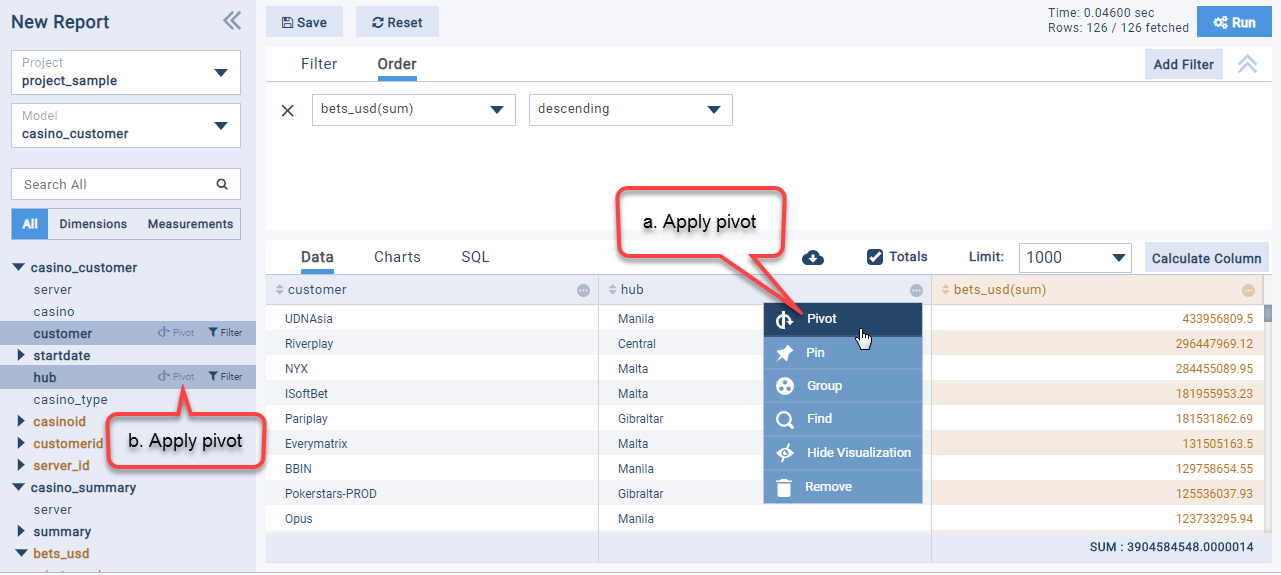 New Report
Project
project_sample
Model
casino_customer
Search All
All Dimensions Measurements
casino_customer
server
casino
customer Pivot Filter
startdate
hub Pivot Filter
casino_type
casinoid
customerid
server_id
casino_summary
server
summary
bets_usd
b. Apply pivot
Save Reset
Time: 0.04600 sec
Rows: 126 / 126 fetched
Run
Filter Order
Add Filter
bets_usd(sum) descending
a. Apply pivot
Data Charts SQL
Totals Limit: 1000 Calculate Column
customer hub bets_usd(sum)
UDNAsia Manila 433956809.5
Riverplay Central 296447969.12
NYX Malta 284455089.95
ISoftBet Malta 181955953.23
Pariplay Gibraltar 181531862.69
Everymatrix Malta 131505163.5
BBIN Manila 129758654.55
Pokerstars-PROD Gibraltar 125536037.93
Opus Manila 123733295.94
SUM : 3904584548.0000014
Pivot
Pin
Group
Find
Hide Visualization
Remove